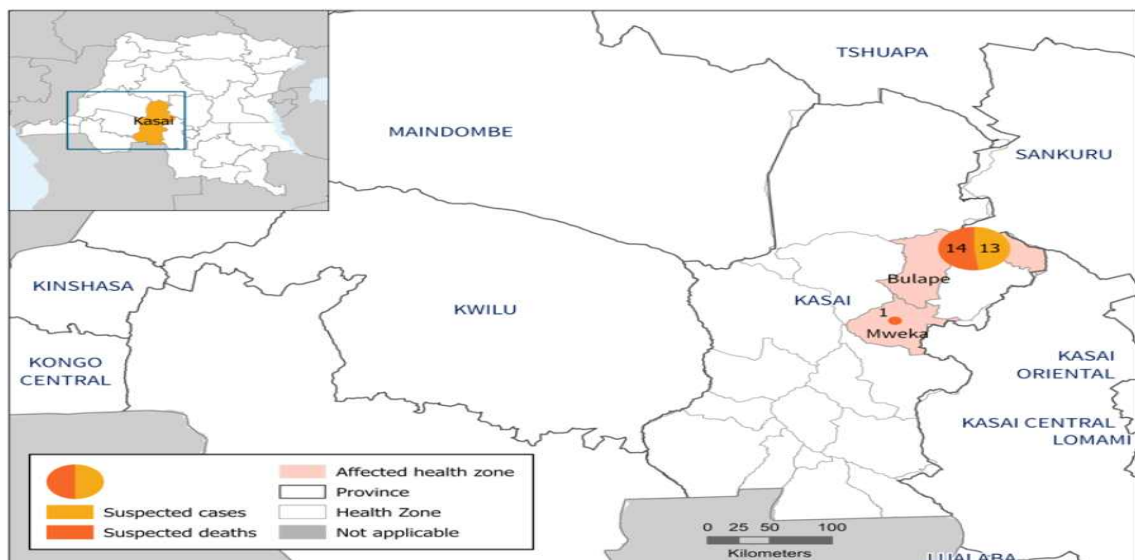 Kasai
TSHUAPA
MAINDOMBE
SANKURU
14 13
Bulape
KINSHASA
KASAI
KWILU
1
Mweka
KONGO
CENTRAL
KASAI
ORIENTAL
KASAI CENTRAL
LOMAMI
Affected health zone
Province
Suspected cases
Health Zone
Suspected deaths
Not applicable
0 25 50 100
Kilometers
LUALABA